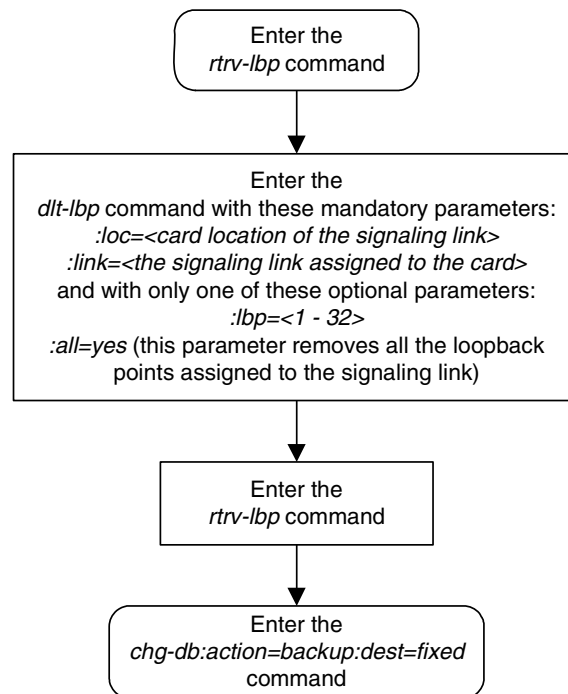 Enter the
rtrv-lbp command
Enter the
dlt-lbp command with these mandatory parameters:
:loc=<card location of the signaling link>
:link=<the signaling link assigned to the card>
and with only one of these optional parameters:
:lbp=<1 - 32>
:all=yes (this parameter removes all the loopback
points assigned to the signaling link)
Enter the
rtrv-lbp command
Enter the
chg-db:action=backup:dest=fixed
command